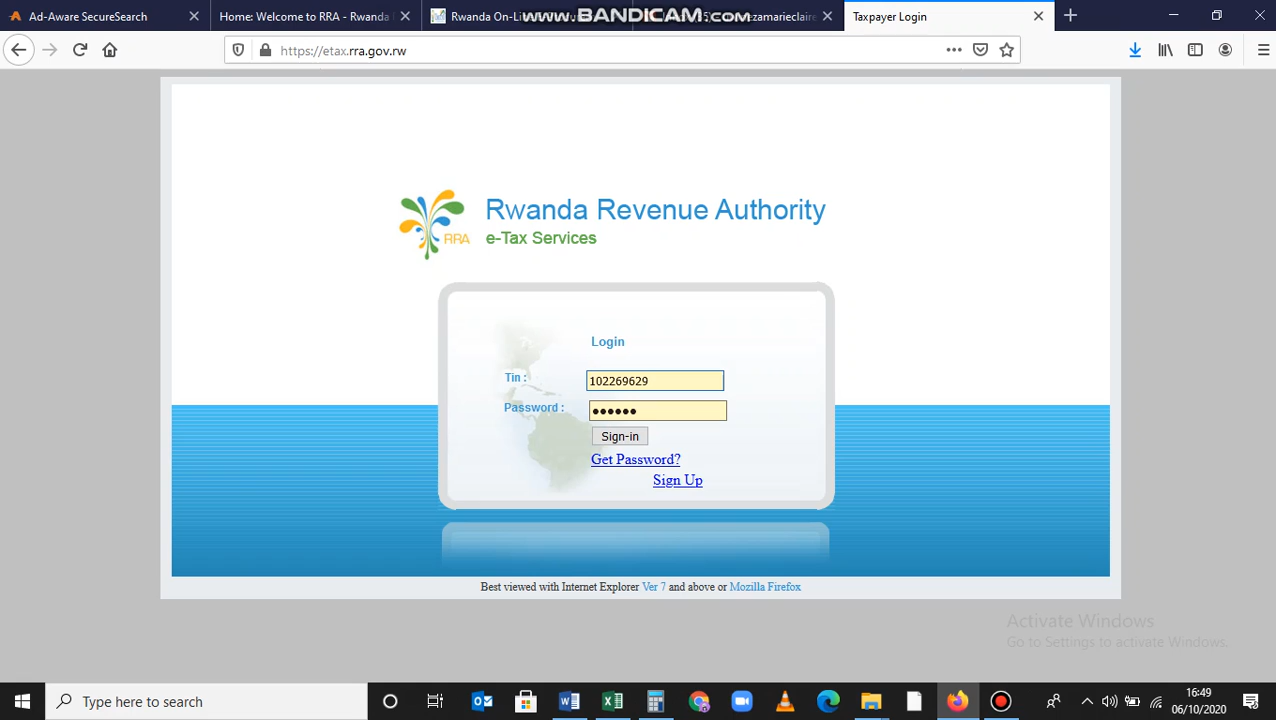 Ad-Aware SecureSearch
Home: Welcome to RRA - Rwanda
Rwanda On-Li
www.BANDICAM.com
ezamarieclaire
Taxpayer Login
https://etax.rra.gov.rw
RRA
Rwanda Revenue Authority
e-Tax Services
Login
Tin :
102269629
Password :
Sign-in
Get Password?
Sign Up
Best viewed with Internet Explorer Ver 7 and above or Mozilla Firefox
Activate Windows
Go to Settings to activate Windows.
Type here to search
16:49
06/10/2020